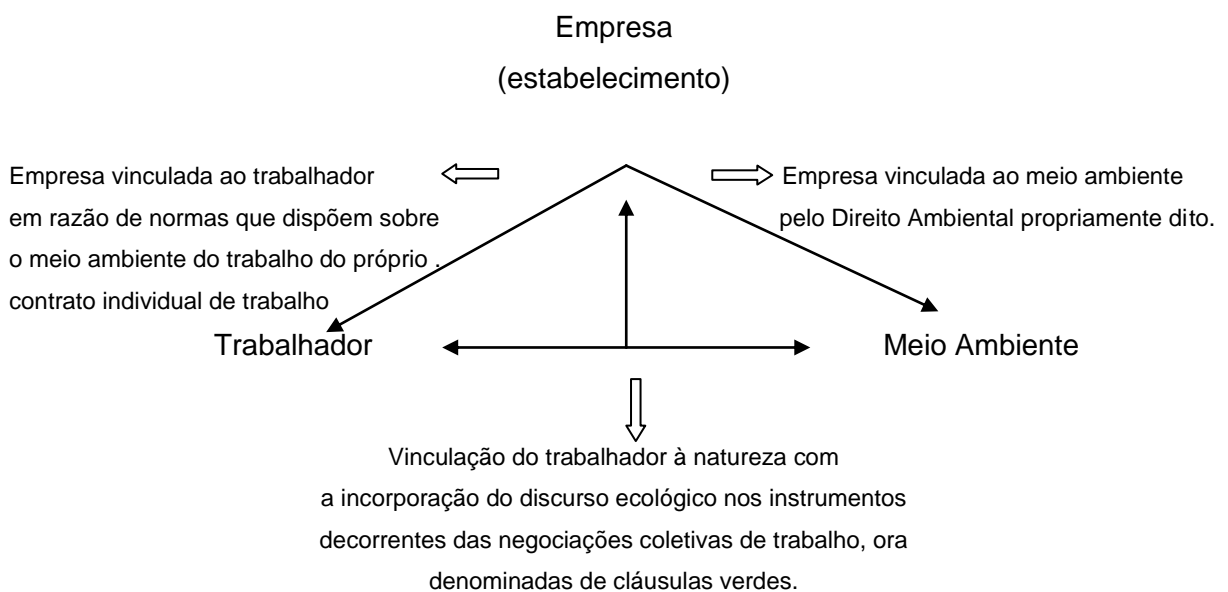 Empresa
(estabelecimento)
Empresa vinculada ao trabalhador
em razão de normas que dispõem sobre
o meio ambiente do trabalho do próprio .
contrato individual de trabalho
Empresa vinculada ao meio ambiente
pelo Direito Ambiental propriamente dito.
Trabalhador
Meio Ambiente
Vinculação do trabalhador à natureza com
a incorporação do discurso ecológico nos instrumentos
decorrentes das negociações coletivas de trabalho, ora
denominadas de cláusulas verdes.